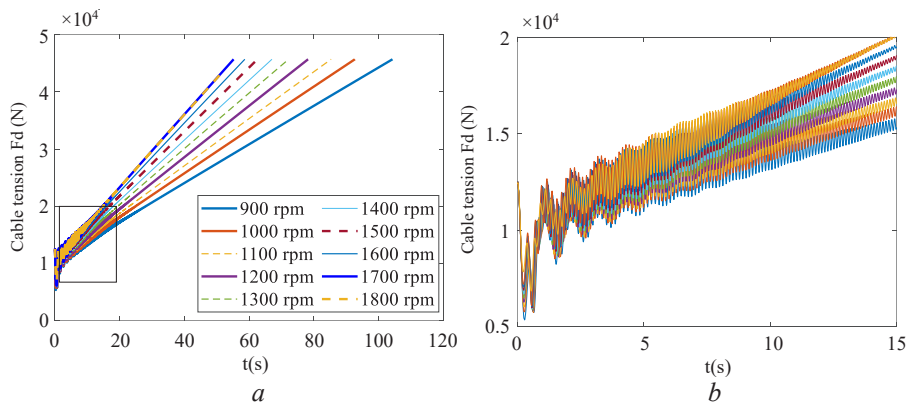 ×10⁴
5
4
3
2
1
0
Cable tension Fd (N)
0 20 40 60 80 100 120
t(s)
900 rpm 1400 rpm
1000 rpm 1500 rpm
1100 rpm 1600 rpm
1200 rpm 1700 rpm
1300 rpm 1800 rpm
a
×10⁴
2
1.5
1
0.5
Cable tension Fd (N)
0 5 10 15
t(s)
b